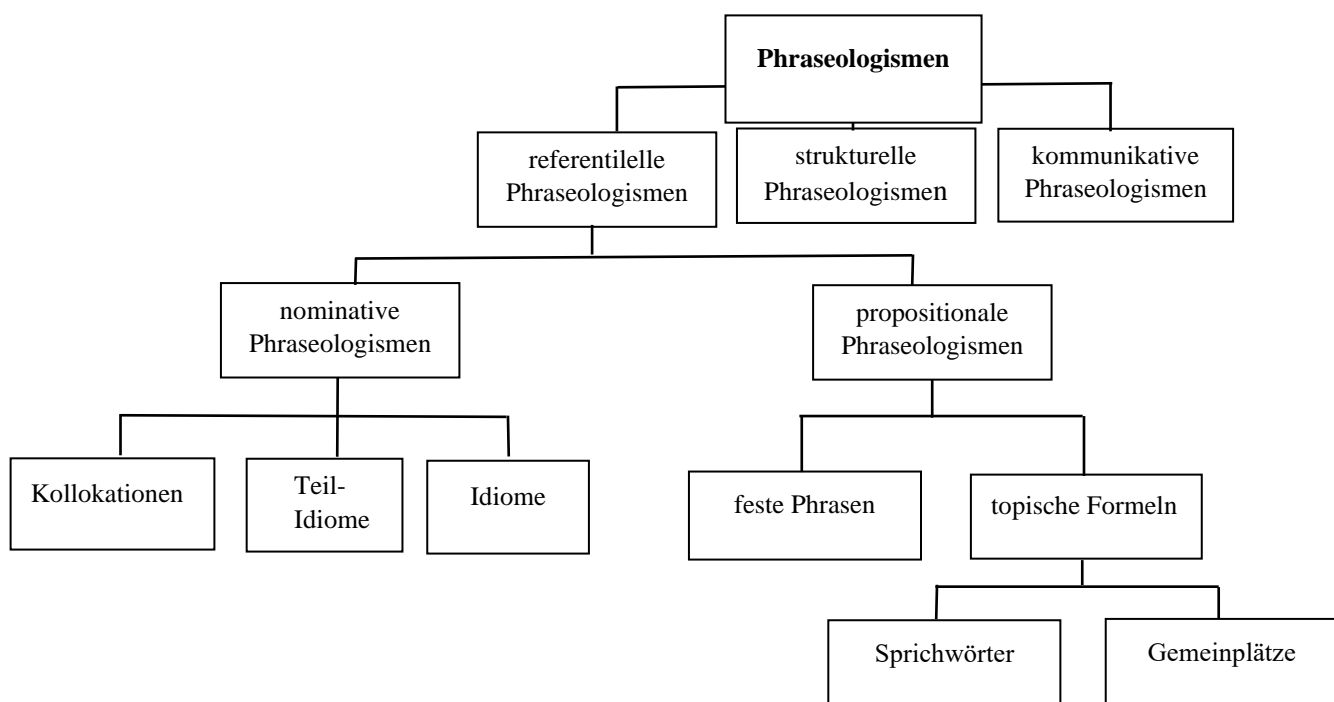 Phraseologismen
referentilelle
Phraseologismen
strukturelle
Phraseologismen
kommunikative
Phraseologismen
nominative
Phraseologismen
propositionale
Phraseologismen
Kollokationen
Teil-
Idiome
Idiome
feste Phrasen
topische Formeln
Sprichwörter
Gemeinplätze